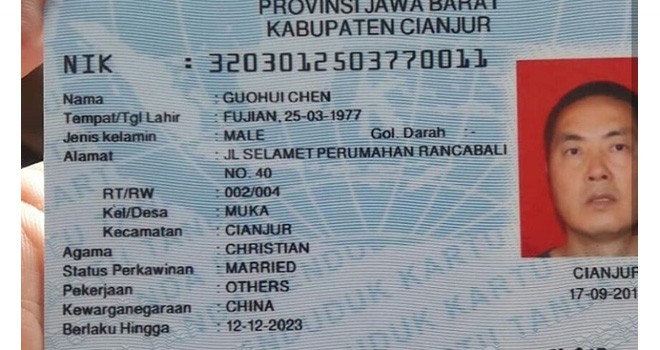 PROVINSI JAWA BARAT
KABUPATEN CIANJUR
NIK : 3203012503770011
Nama : GUOHUI CHEN
Tempat/Tgl Lahir : FUJIAN, 25-03-1977
Jenis kelamin : MALE Gol. Darah :-
Alamat : JL SELAMET PERUMAHAN RANCABALI
NO. 40
RT/RW : 002/004
Kel/Desa : MUKA
Kecamatan : CIANJUR
Agama : CHRISTIAN
Status Perkawinan : MARRIED
Pekerjaan : OTHERS
Kewarganegaraan : CHINA
Berlaku Hingga : 12-12-2023
CIANJUR
17-09-201